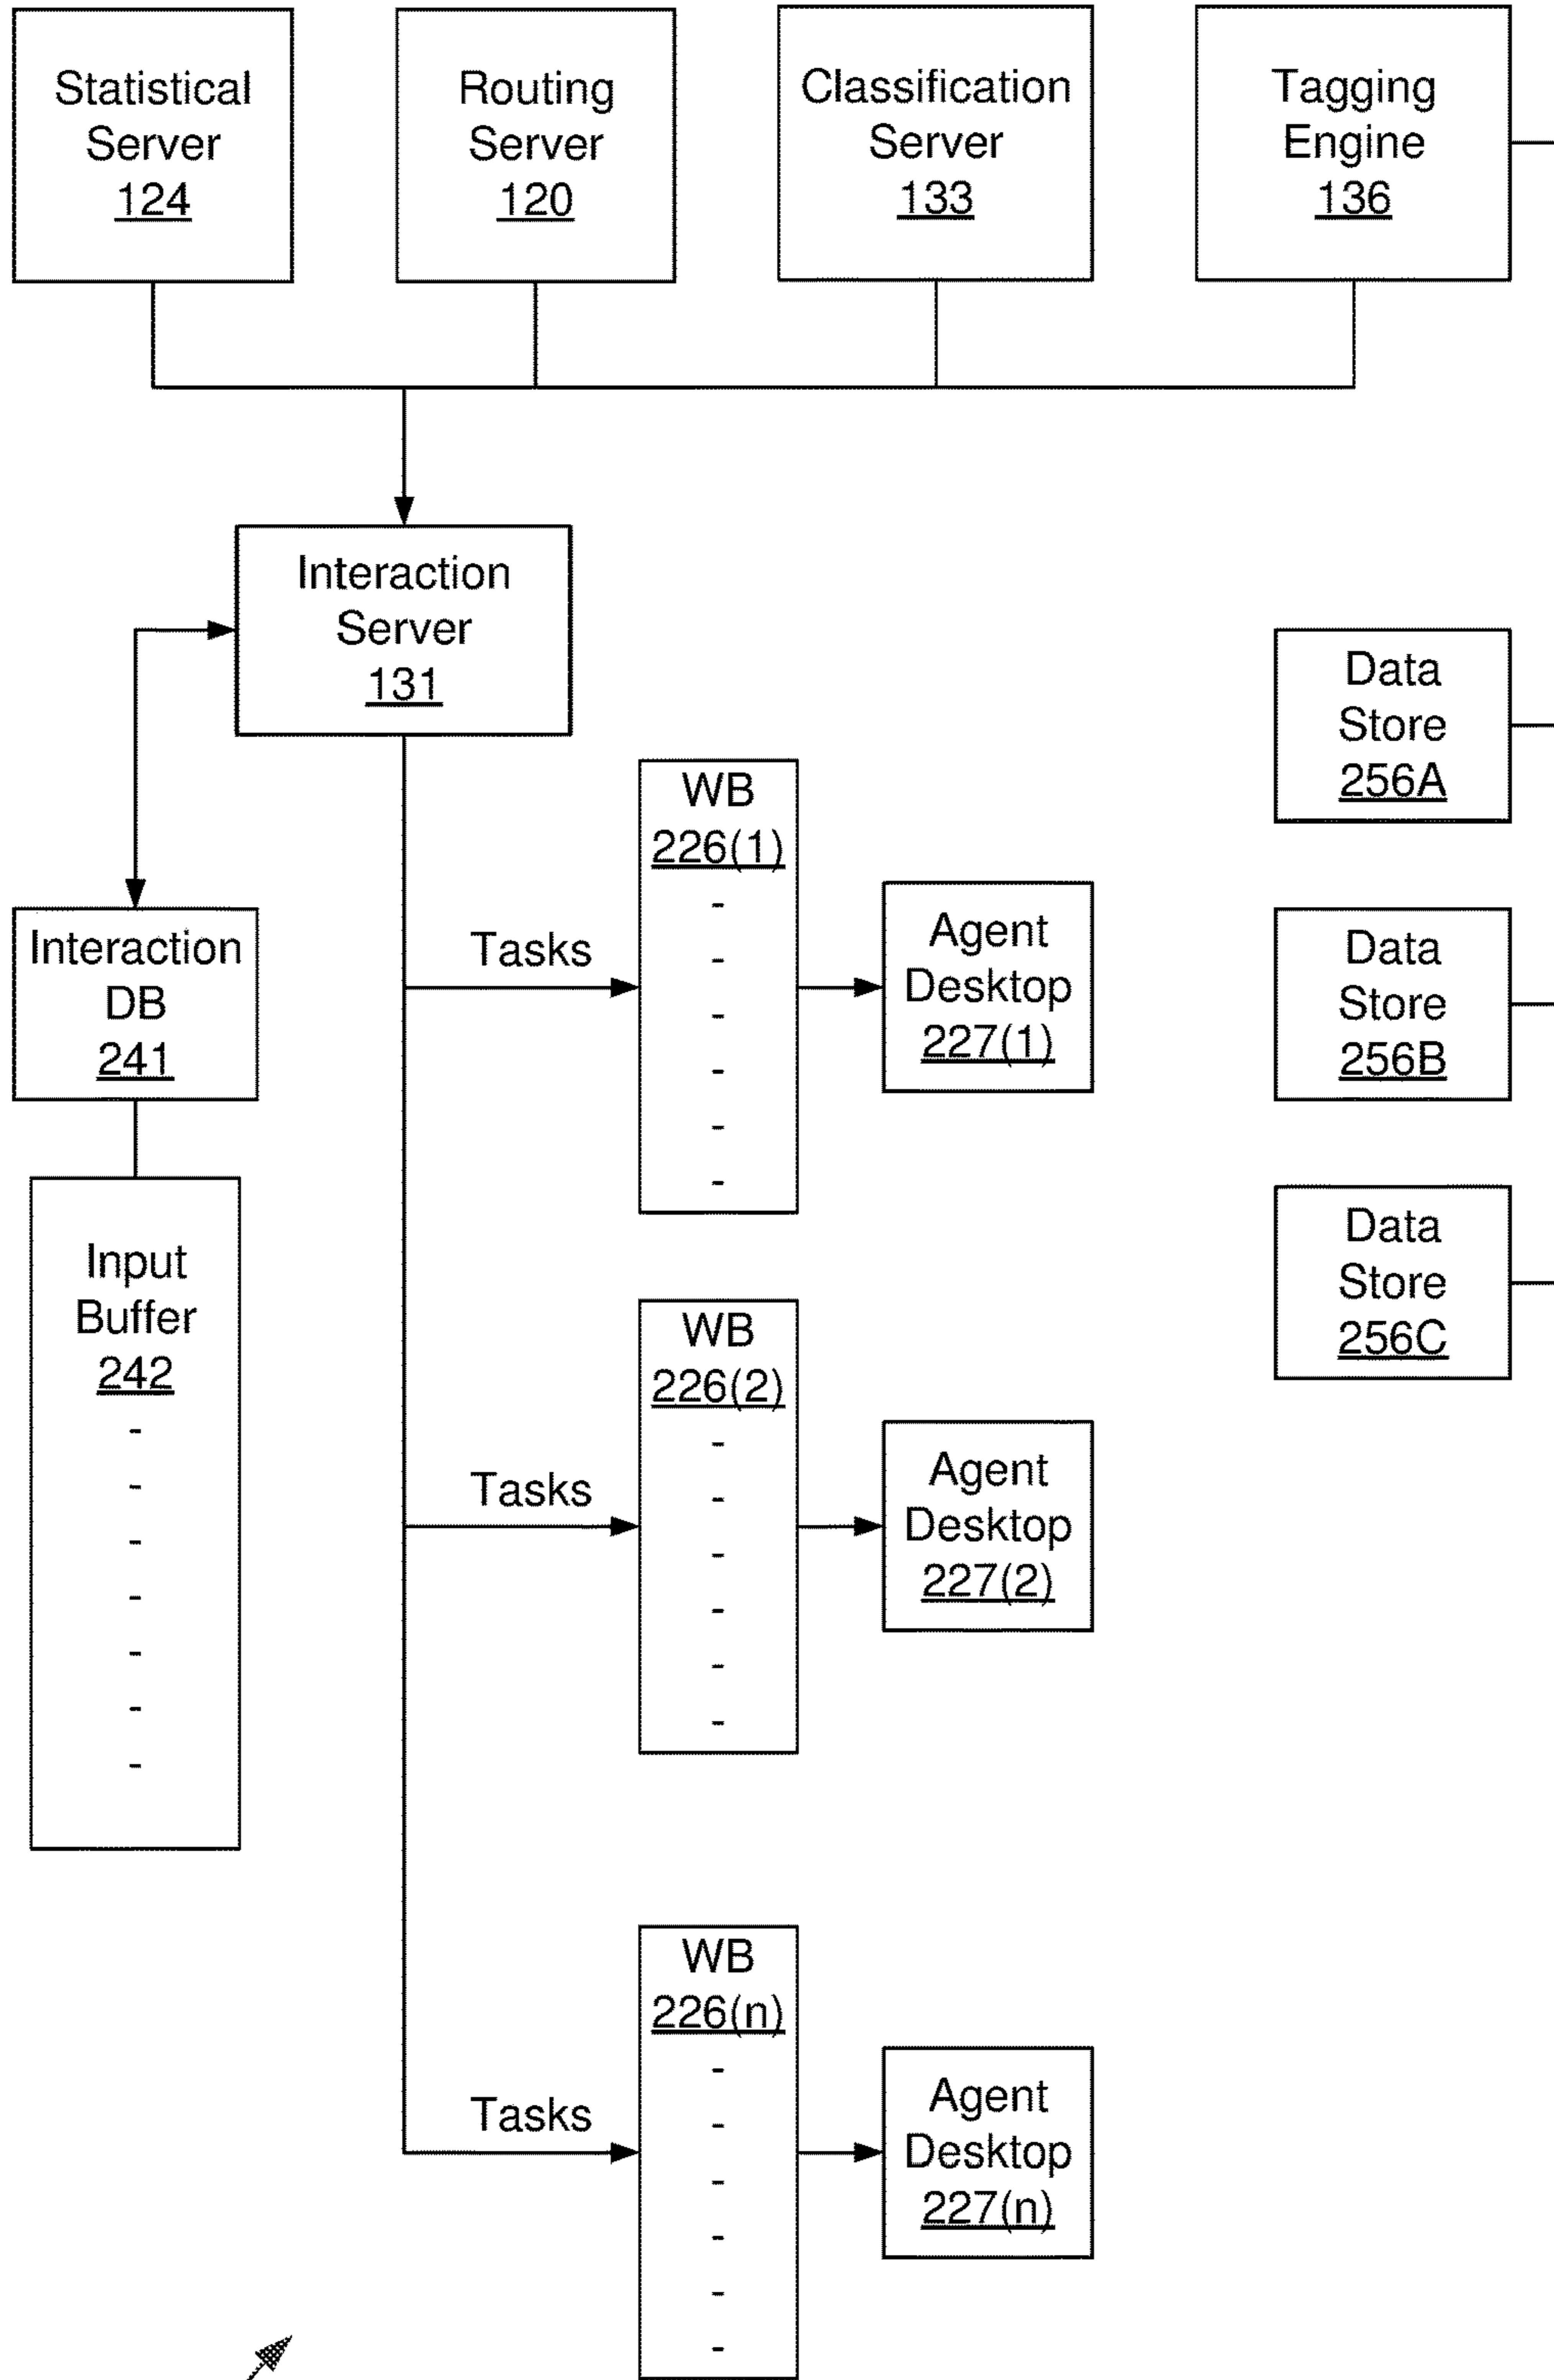 Statistical
Server
124
Routing
Server
120
Classification
Server
133
Tagging
Engine
136
Interaction
Server
131
Data
Store
256A
WB
226(1)
-
-
-
-
-
-
Tasks
Agent
Desktop
227(1)
Interaction
DB
241
Data
Store
256B
Input
Buffer
242
-
-
-
-
-
-
-
Data
Store
256C
WB
226(2)
-
-
-
-
-
-
Tasks
Agent
Desktop
227(2)
WB
226(n)
-
-
-
-
-
-
Tasks
Agent
Desktop
227(n)